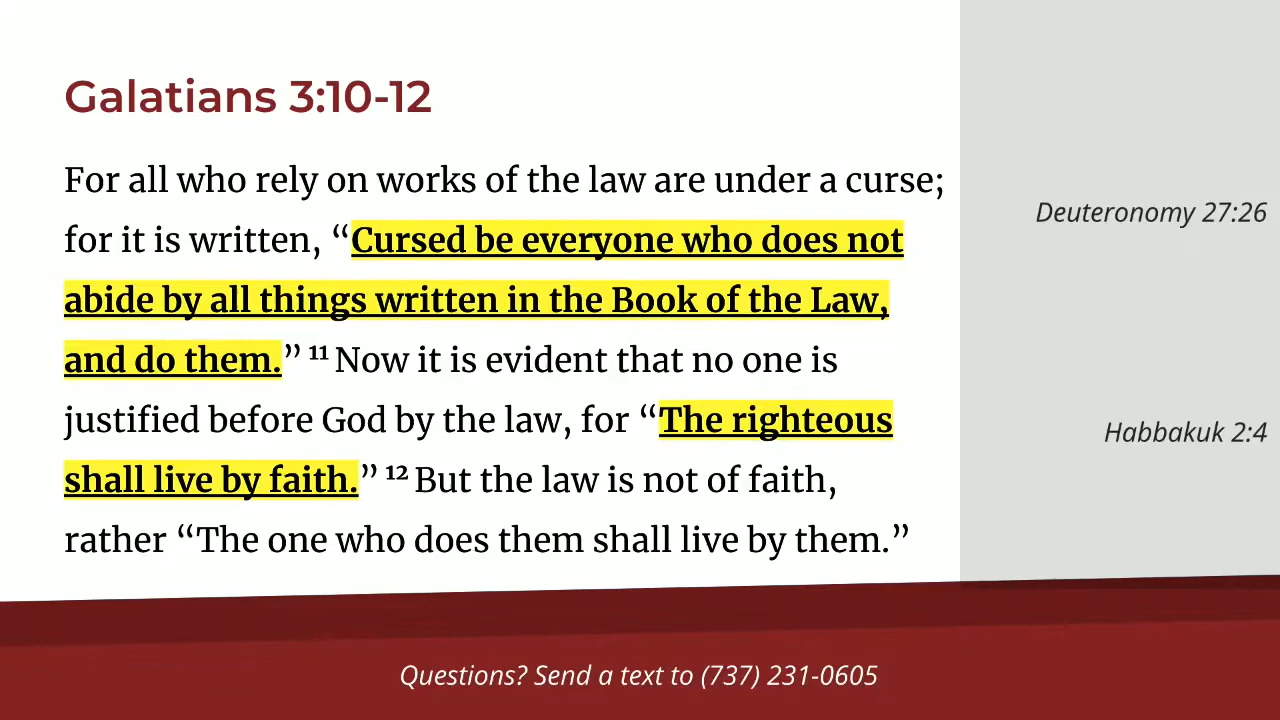 Galatians 3:10-12
For all who rely on works of the law are under a curse;
for it is written, “Cursed be everyone who does not
abide by all things written in the Book of the Law,
and do them.” ¹¹ Now it is evident that no one is
justified before God by the law, for “The righteous
shall live by faith.” ¹² But the law is not of faith,
rather “The one who does them shall live by them.”
Deuteronomy 27:26
Habbakuk 2:4
Questions? Send a text to (737) 231-0605